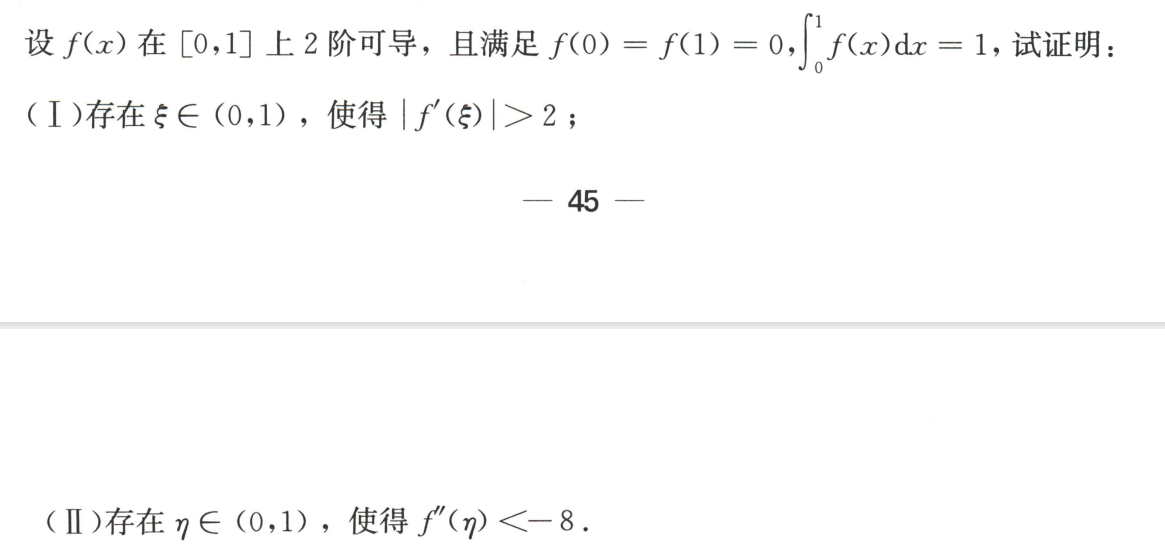 设 f(x) 在 [0,1] 上 2 阶可导，且满足 f(0) = f(1) = 0,∫₀¹ f(x)dx = 1, 试证明：
(Ⅰ)存在 ξ∈(0,1)，使得 |f′(ξ)|＞2；
— 45 —
(Ⅱ)存在 η∈(0,1)，使得 f″(η)＜−8．